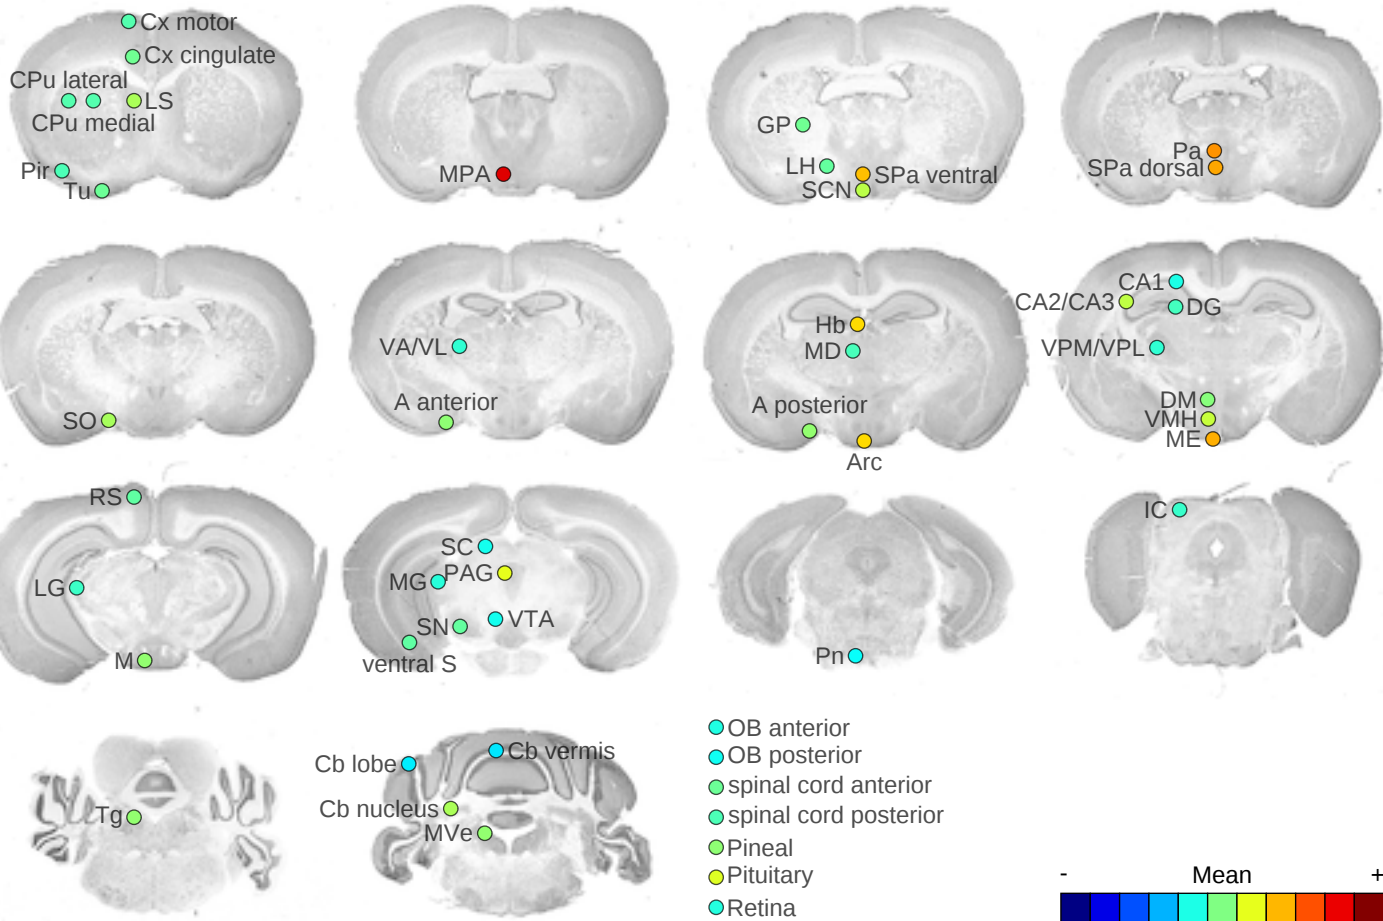 Cx motor
Cx cingulate
CPu lateral
LS
CPu medial
Pir
Tu
MPA
GP
LH
SPa ventral
SCN
Pa
SPa dorsal
SO
VA/VL
A anterior
Hb
MD
A posterior
Arc
CA1
CA2/CA3
DG
VPM/VPL
DM
VMH
ME
RS
LG
M
SC
PAG
MG
VTA
SN
ventral S
Pn
IC
Tg
Cb vermis
Cb lobe
Cb nucleus
MVe
OB anterior
OB posterior
spinal cord anterior
spinal cord posterior
Pineal
Pituitary
Retina
- Mean +